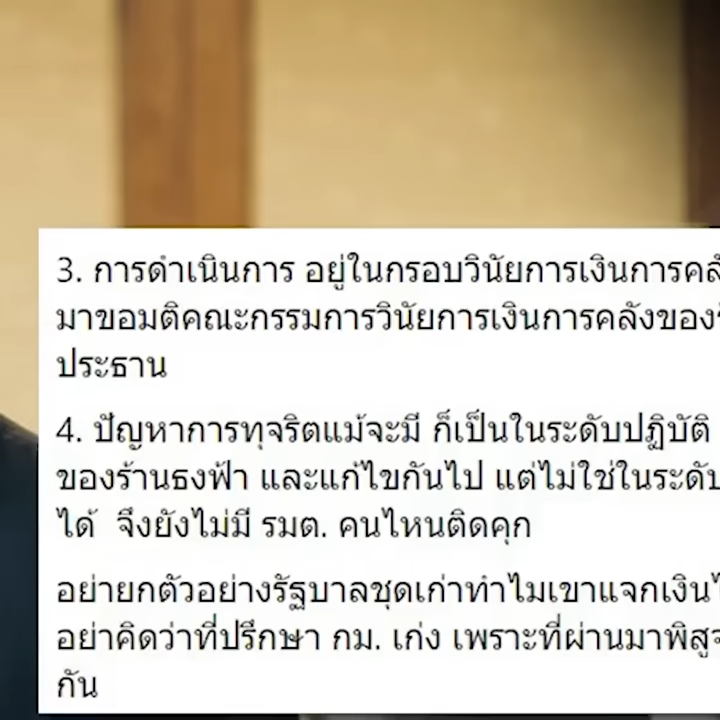 3. การดำเนินการ อยู่ในกรอบวินัยการเงินการคลั
มาขอมติคณะกรรมการวินัยการเงินการคลังของ
ประธาน
4. ปัญหาการทุจริตแม้จะมี ก็เป็นในระดับปฏิบัติ
ของร้านธงฟ้า และแก้ไขกันไป แต่ไม่ใช่ในระดับ
ได้ จึงยังไม่มี รมต. คนไหนติดคุก
อย่ายกตัวอย่างรัฐบาลชุดเก่าทำไมเขาแจกเงิน
อย่าคิดว่าที่ปรึกษา กม. เก่ง เพราะที่ผ่านมาพิสู
กัน